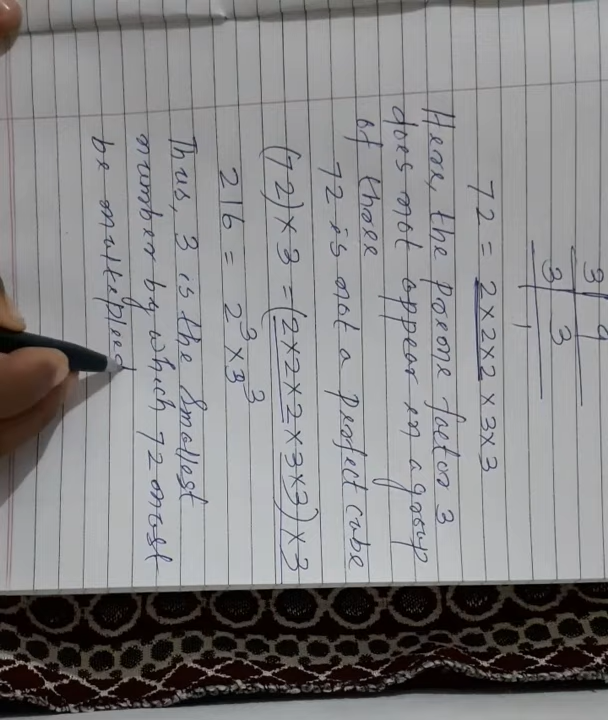 3 9
3 3
1
72 = 2×2×2 × 3×3
Here, the prime factor 3
does not appear in a group
of three
72 is not a perfect cube
(72) × 3 = (2×2×2×3×3) × 3
216 = 2³ × 3³
Thus, 3 is the smallest
number by which 72 must
be multiplied